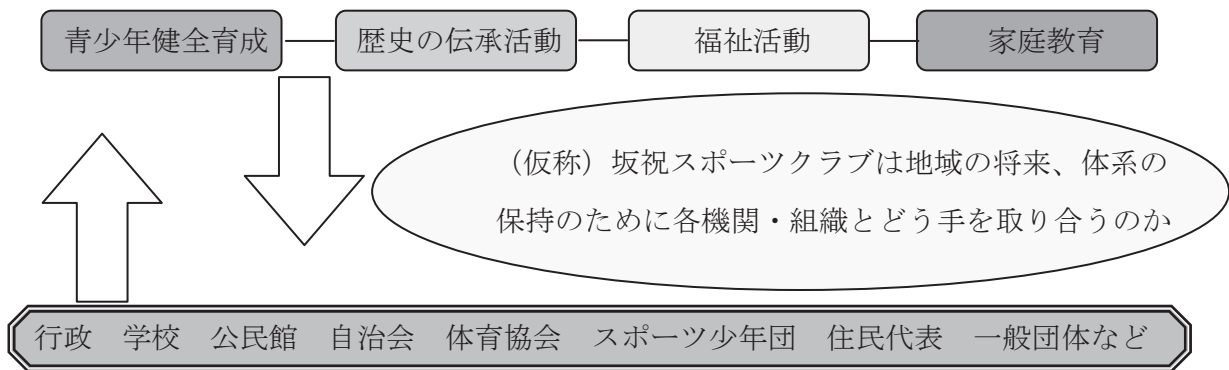 青少年健全育成 歴史の伝承活動 福祉活動 家庭教育
（仮称）坂祝スポーツクラブは地域の将来、体系の
保持のために各機関・組織とどう手を取り合うのか
行政 学校 公民館 自治会 体育協会 スポーツ少年団 住民代表 一般団体など